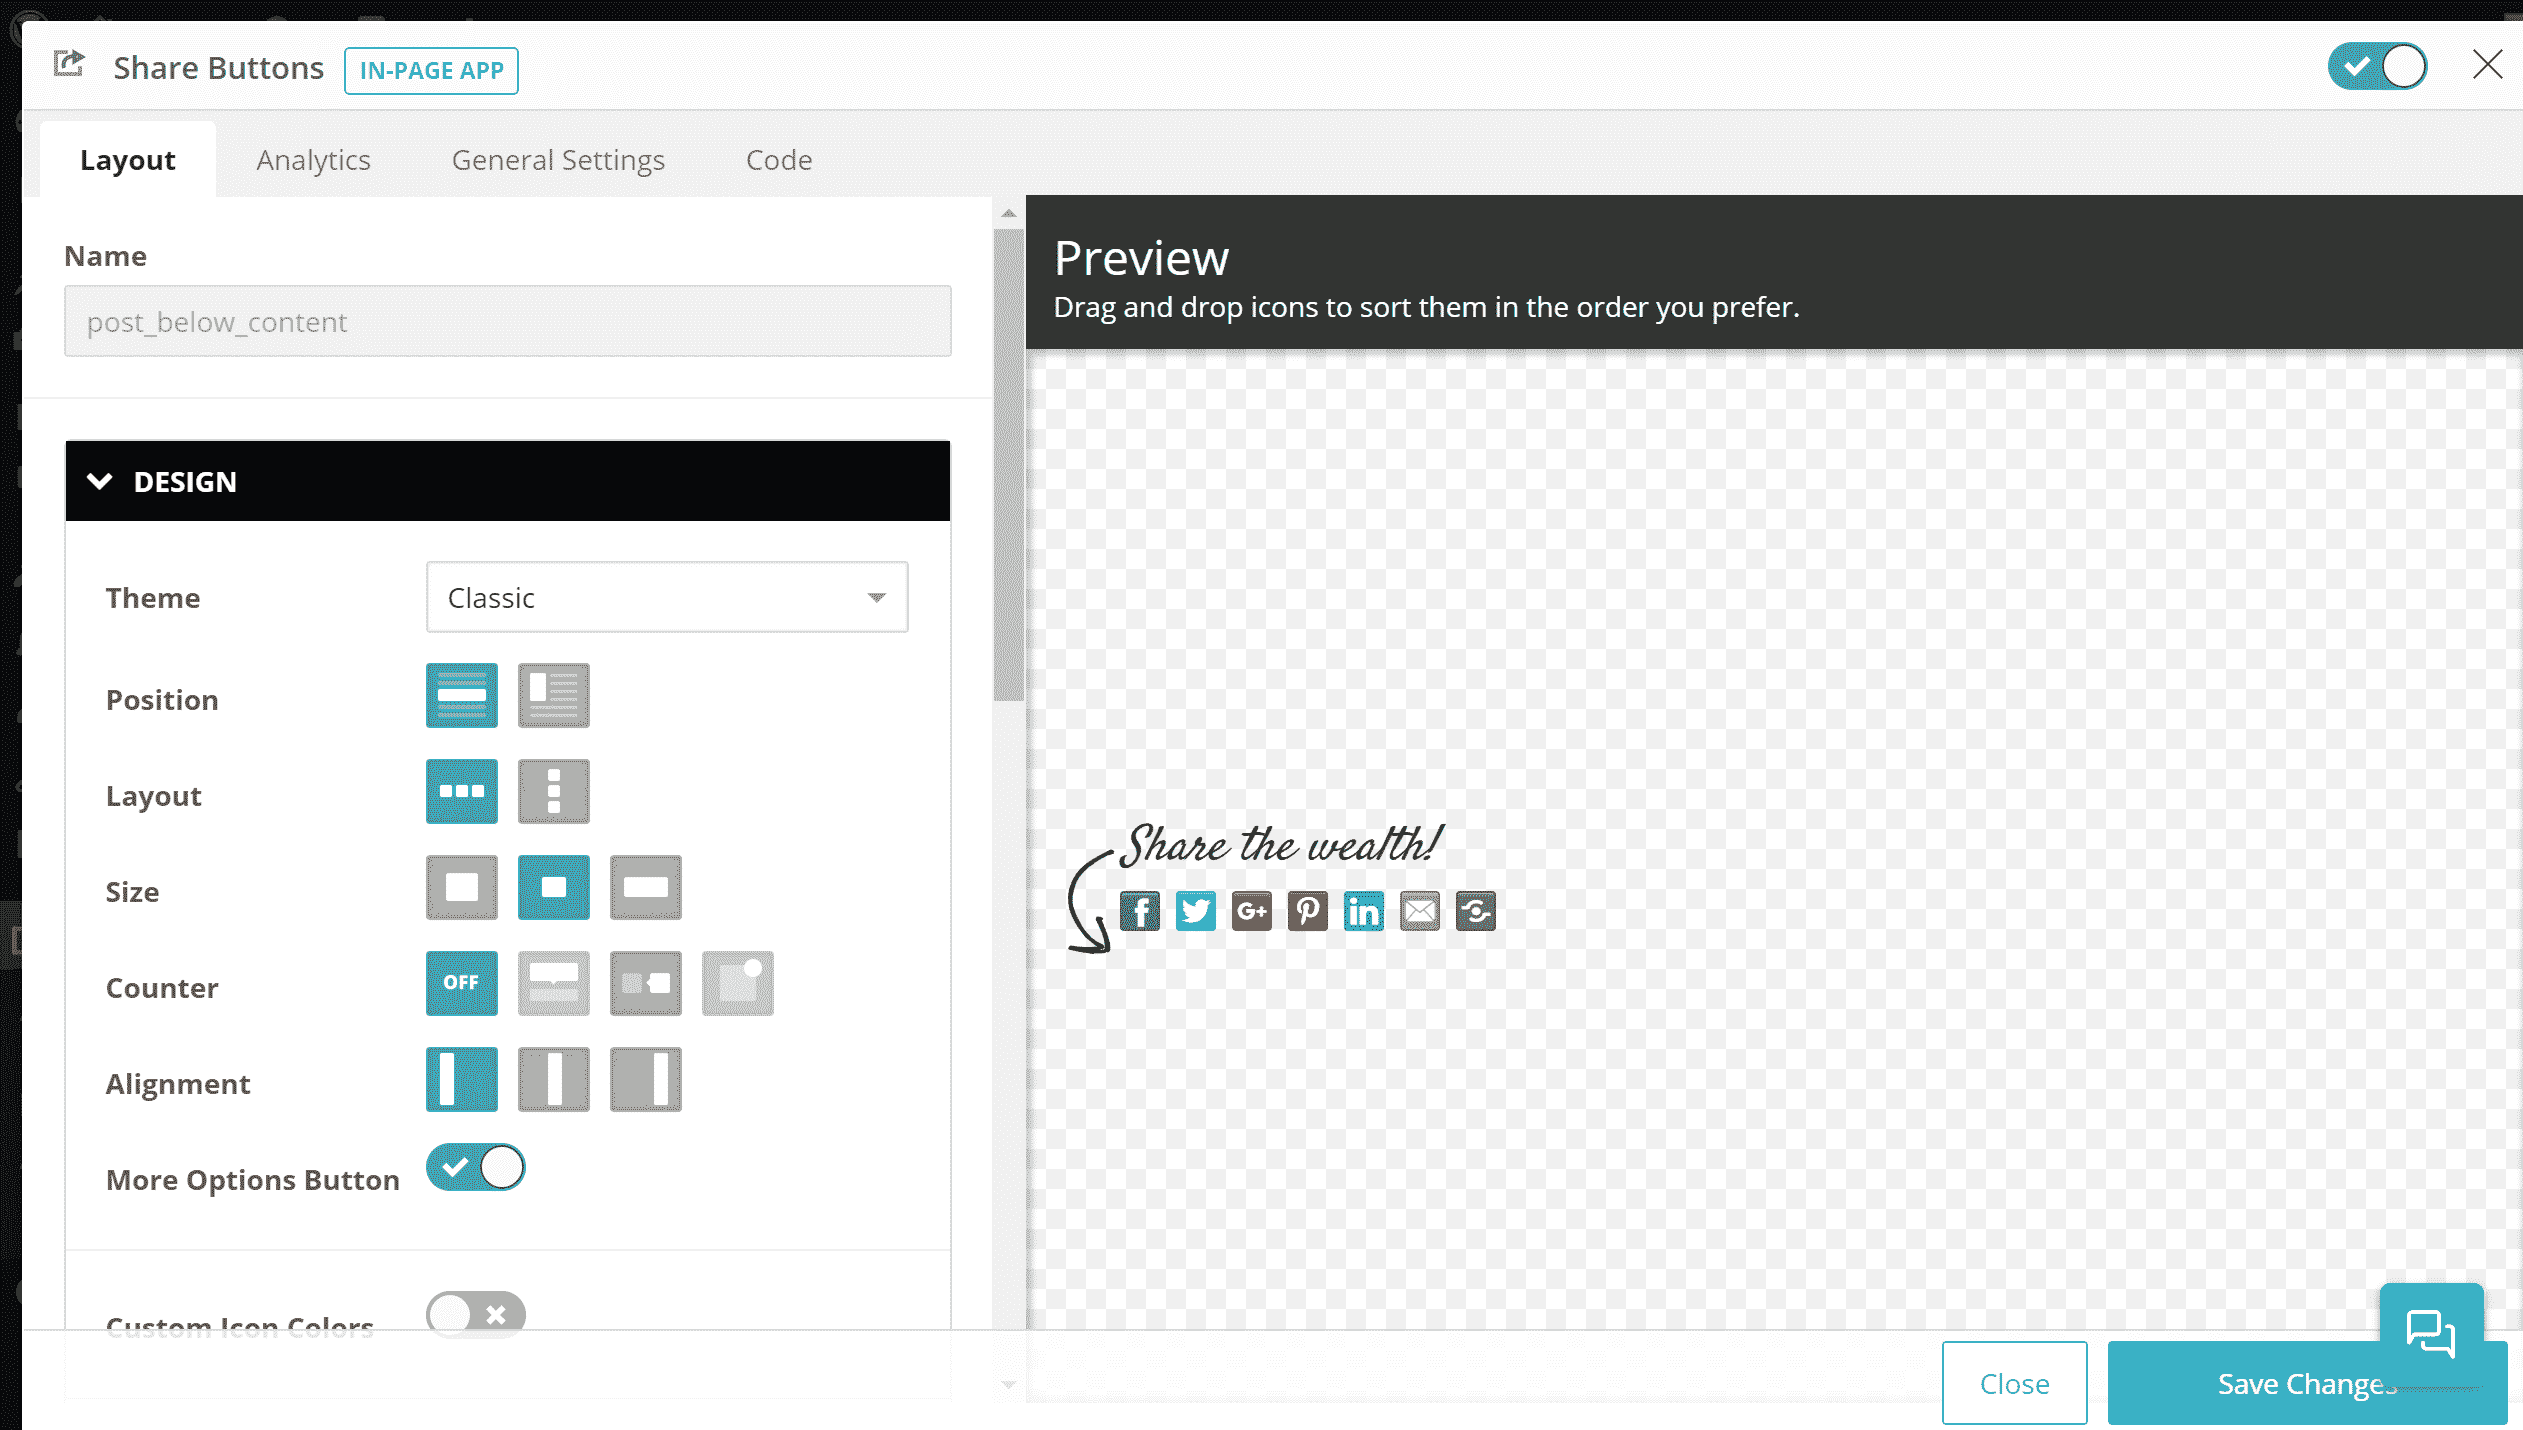 Share Buttons IN-PAGE APP
Layout Analytics General Settings Code
Name
post_below_content
DESIGN
Theme Classic
Position
Layout
Size
Counter OFF
Alignment
More Options Button
Custom Icon Colors
Preview
Drag and drop icons to sort them in the order you prefer.
Share the wealth!
f G+ in
Close Save Changes